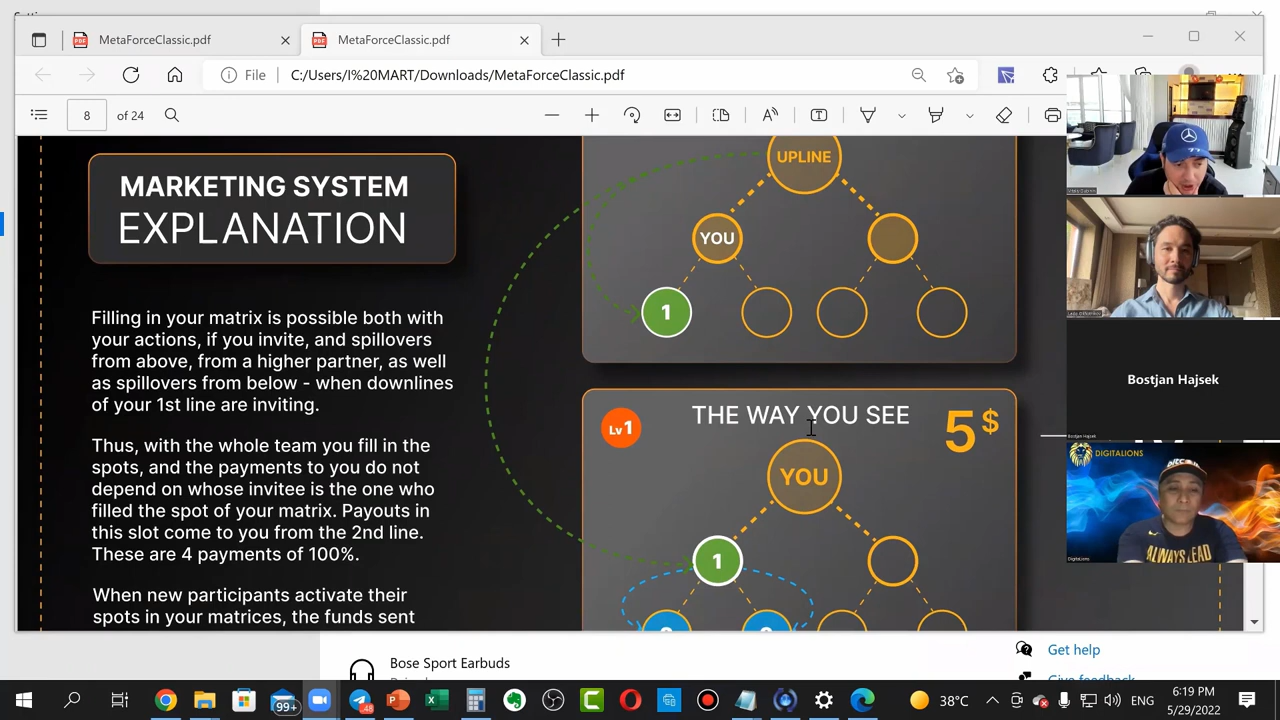 MetaForceClassic.pdf
MetaForceClassic.pdf
File
C:/Users/I%20MART/Downloads/MetaForceClassic.pdf
8
of 24
MARKETING SYSTEM
EXPLANATION
Filling in your matrix is possible both with
your actions, if you invite, and spillovers
from above, from a higher partner, as well
as spillovers from below - when downlines
of your 1st line are inviting.
Thus, with the whole team you fill in the
spots, and the payments to you do not
depend on whose invitee is the one who
filled the spot of your matrix. Payouts in
this slot come to you from the 2nd line.
These are 4 payments of 100%.
When new participants activate their
spots in your matrices, the funds sent
UPLINE
YOU
1
Lv1
THE WAY YOU SEE
5$
YOU
1
Bostjan Hajsek
Bostjan Hajsek
DIGITALIONS
BITCOIN
ALWAYS LEAD
DigitaLions
Bose Sport Earbuds
Get help
99+
48
38°C
ENG
6:19 PM
5/29/2022